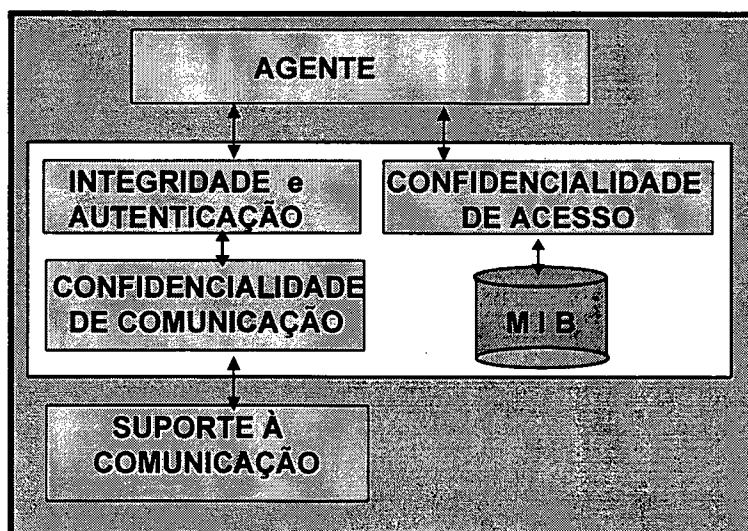 AGENTE
INTEGRIDADE e
AUTENTICAÇÃO
CONFIDENCIALIDADE
DE ACESSO
CONFIDENCIALIDADE
DE COMUNICAÇÃO
M I B
SUPORTE À
COMUNICAÇÃO